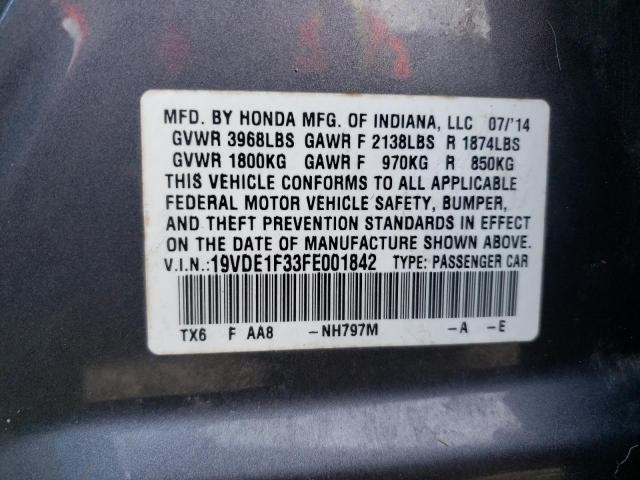 MFD. BY HONDA MFG. OF INDIANA, LLC 07/'14
GVWR 3968LBS GAWR F 2138LBS R 1874LBS
GVWR 1800KG GAWR F 970KG R 850KG
THIS VEHICLE CONFORMS TO ALL APPLICABLE
FEDERAL MOTOR VEHICLE SAFETY, BUMPER,
AND THEFT PREVENTION STANDARDS IN EFFECT
ON THE DATE OF MANUFACTURE SHOWN ABOVE.
V.I.N.:19VDE1F33FE001842 TYPE: PASSENGER CAR
TX6 F AA8 -NH797M -A -E